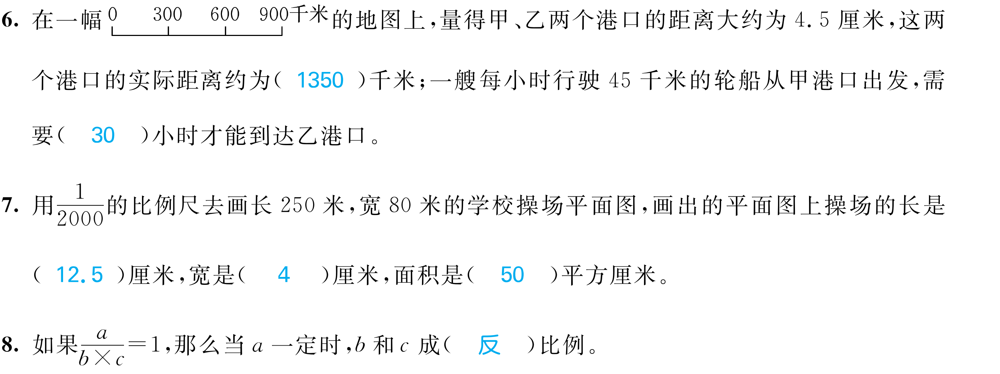 6. 在一幅0 300 600 900千米的地图上,量得甲、乙两个港口的距离大约为 4.5 厘米,这两
个港口的实际距离约为( 1350 )千米;一艘每小时行驶 45 千米的轮船从甲港口出发,需
要( 30 )小时才能到达乙港口。
7. 用1/2000的比例尺去画长 250 米,宽 80 米的学校操场平面图,画出的平面图上操场的长是
( 12.5 )厘米,宽是( 4 )厘米,面积是( 50 )平方厘米。
8. 如果a/(b×c)=1,那么当 a 一定时,b 和 c 成( 反 )比例。